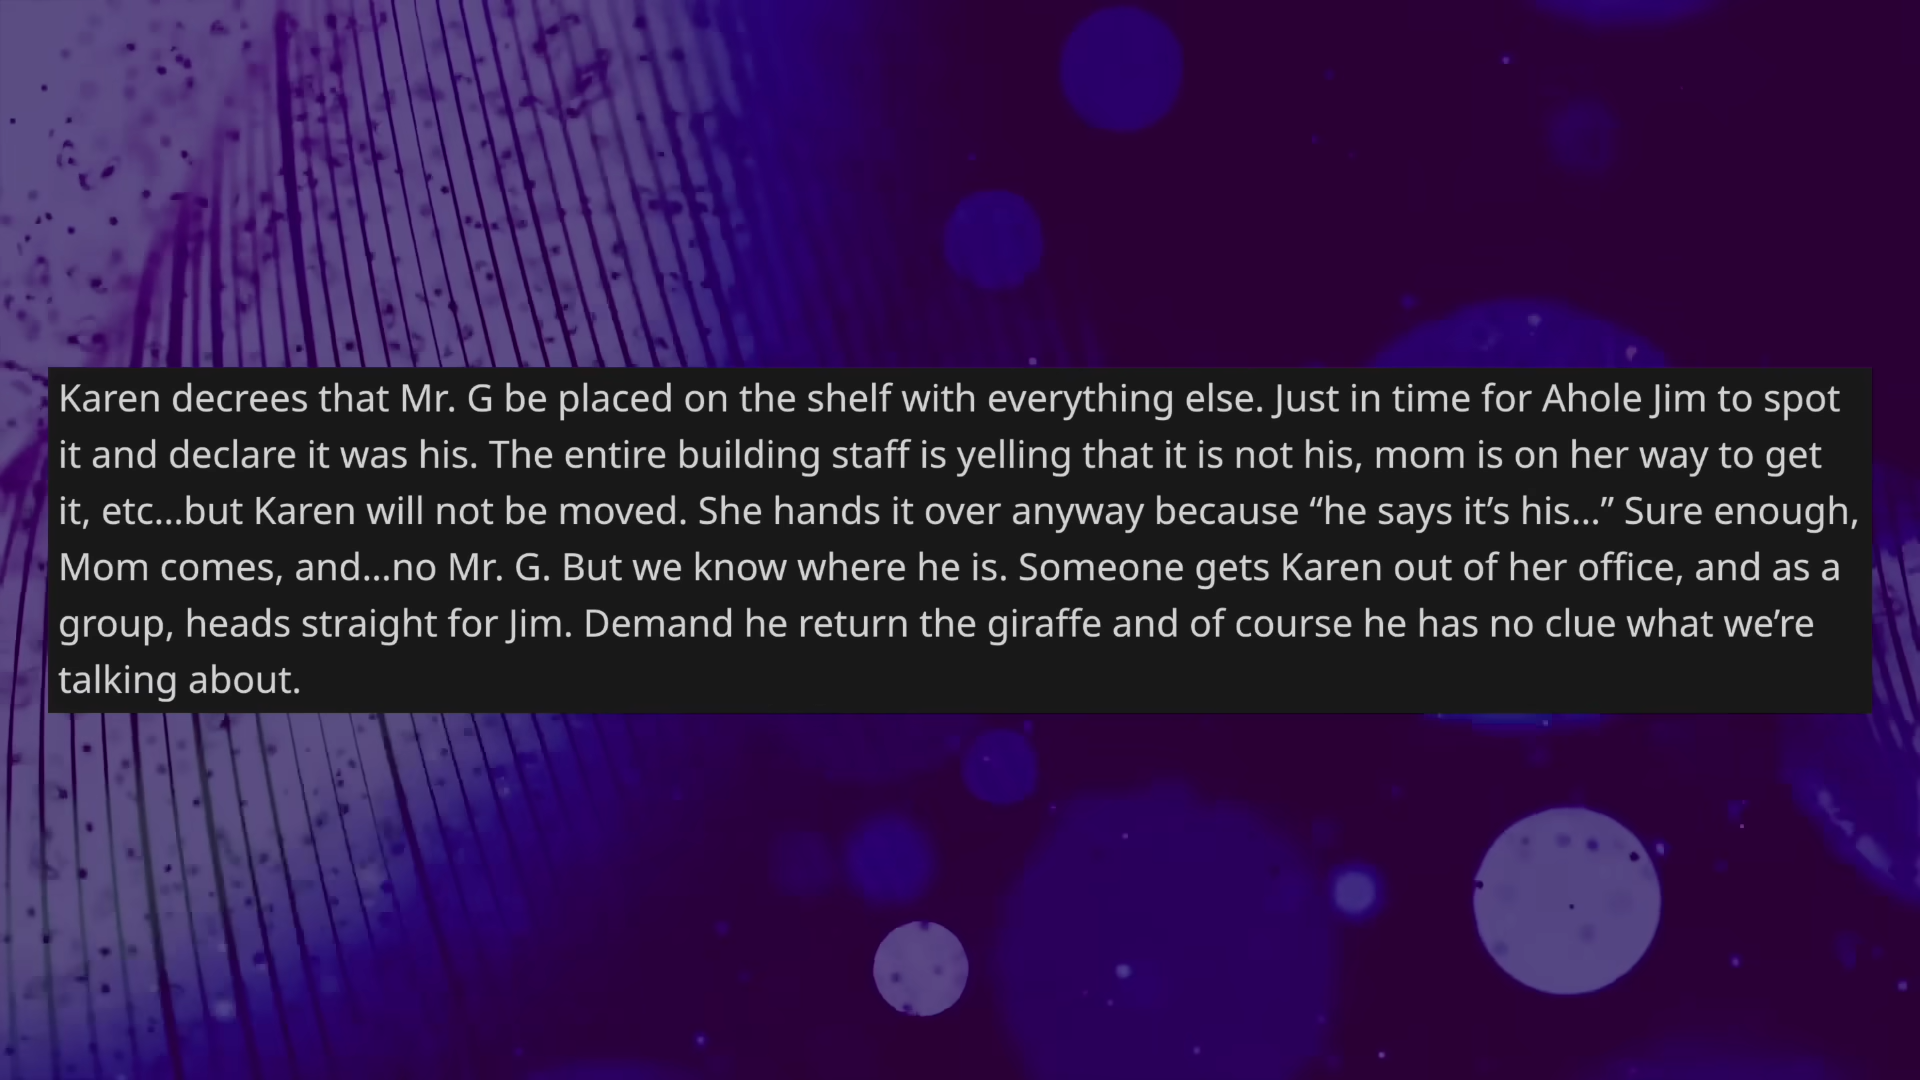 Karen decrees that Mr. G be placed on the shelf with everything else. Just in time for Ahole Jim to spot
it and declare it was his. The entire building staff is yelling that it is not his, mom is on her way to get
it, etc...but Karen will not be moved. She hands it over anyway because “he says it’s his...” Sure enough,
Mom comes, and...no Mr. G. But we know where he is. Someone gets Karen out of her office, and as a
group, heads straight for Jim. Demand he return the giraffe and of course he has no clue what we’re
talking about.